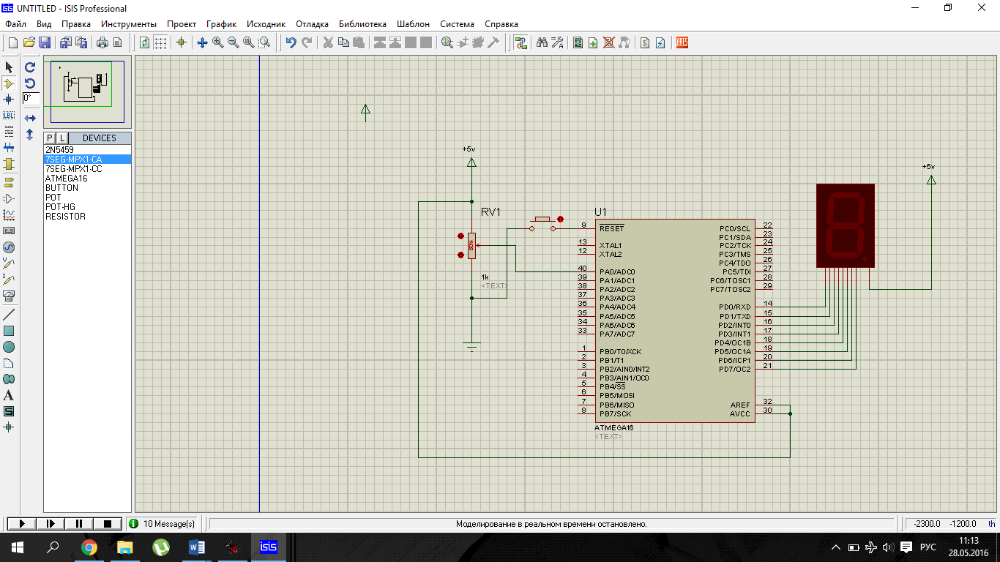 UNTITLED - ISIS Professional
Файл Вид Правка Инструменты Проект График Исходник Отладка Библиотека Шаблон Система Справка
ARES
0°
LBL
A
S
P L DEVICES
2N5459
7SEG-MPX1-CA
7SEG-MPX1-CC
ATMEGA16
BUTTON
POT
POT-HG
RESISTOR
+5v
+5v
RV1
1k
<TEXT>
U1
9 RESET
13 XTAL1
12 XTAL2
40 PA0/ADC0
39 PA1/ADC1
38 PA2/ADC2
37 PA3/ADC3
36 PA4/ADC4
35 PA5/ADC5
34 PA6/ADC6
33 PA7/ADC7
1 PB0/T0/XCK
2 PB1/T1
3 PB2/AIN0/INT2
4 PB3/AIN1/OC0
5 PB4/SS
6 PB5/MOSI
7 PB6/MISO
8 PB7/SCK
PC0/SCL 22
PC1/SDA 23
PC2/TCK 24
PC3/TMS 25
PC4/TDO 26
PC5/TDI 27
PC6/TOSC1 28
PC7/TOSC2 29
PD0/RXD 14
PD1/TXD 15
PD2/INT0 16
PD3/INT1 17
PD4/OC1B 18
PD5/OC1A 19
PD6/ICP1 20
PD7/OC2 21
AREF 32
AVCC 30
ATMEGA16
<TEXT>
10 Message(s)
Моделирование в реальном времени остановлено.
-2300.0 -1200.0 th
isis
РУС
11:13
28.05.2016